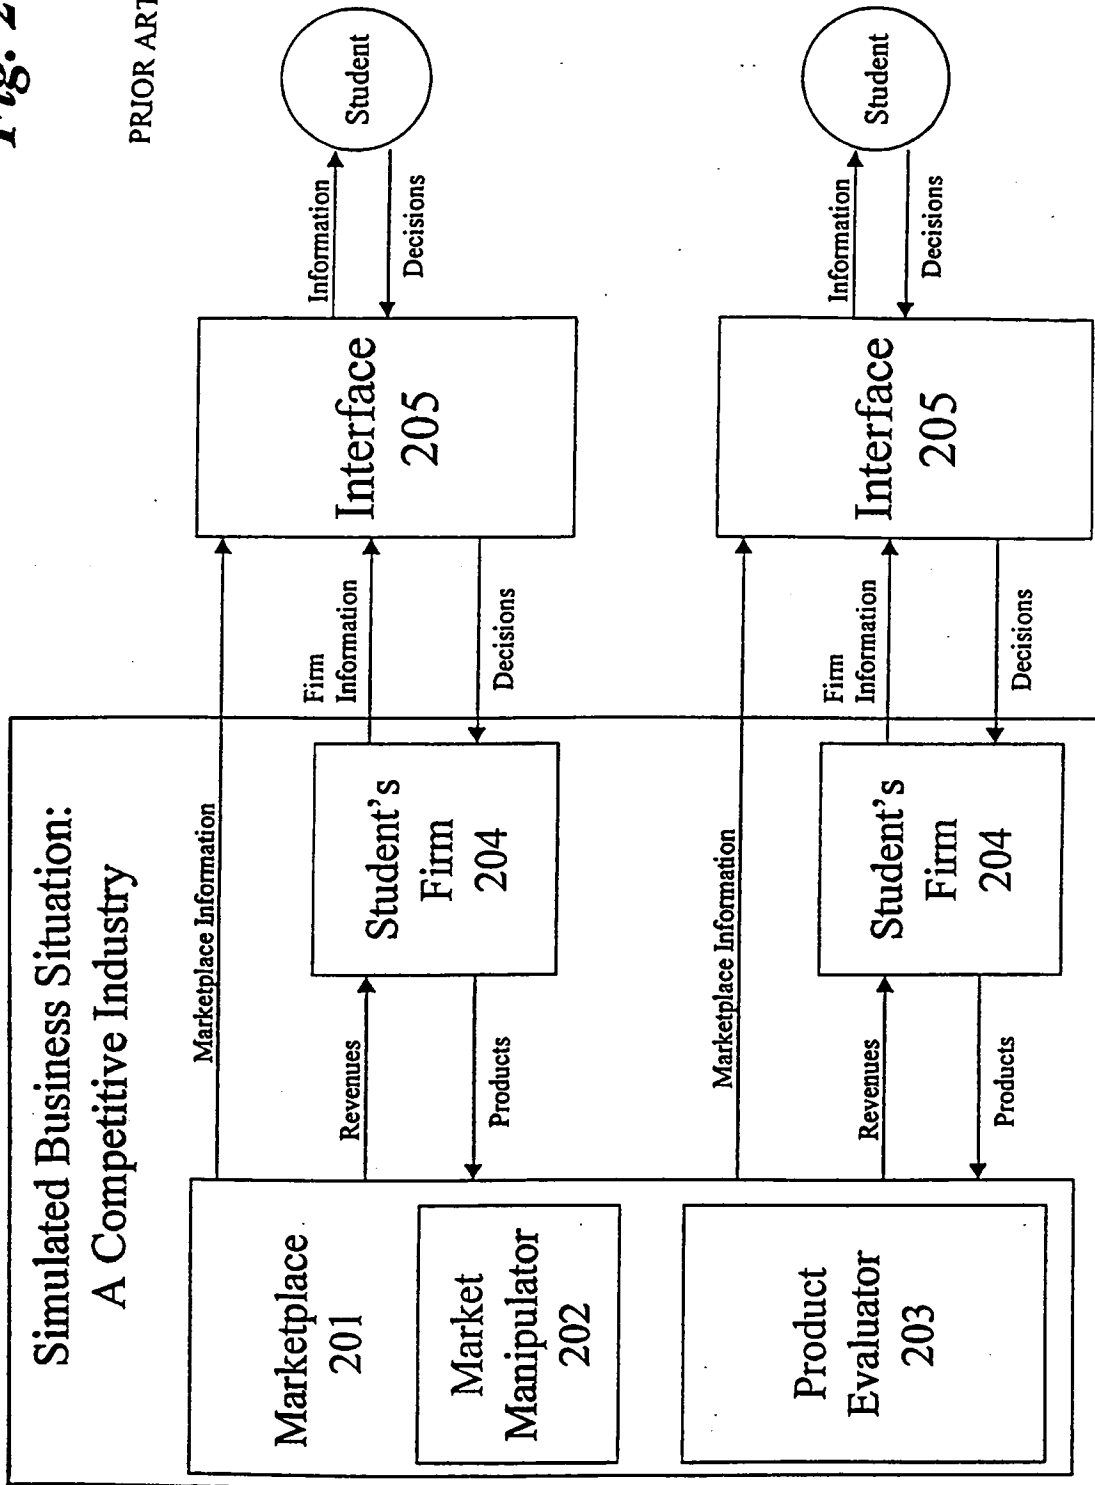 Fig. 2
PRIOR ART
Simulated Business Situation:
A Competitive Industry
Marketplace
201
Market
Manipulator
202
Product
Evaluator
203
Marketplace Information
Revenues
Products
Student's
Firm
204
Firm
Information
Decisions
Interface
205
Information
Decisions
Student
Marketplace Information
Revenues
Products
Student's
Firm
204
Firm
Information
Decisions
Interface
205
Information
Decisions
Student